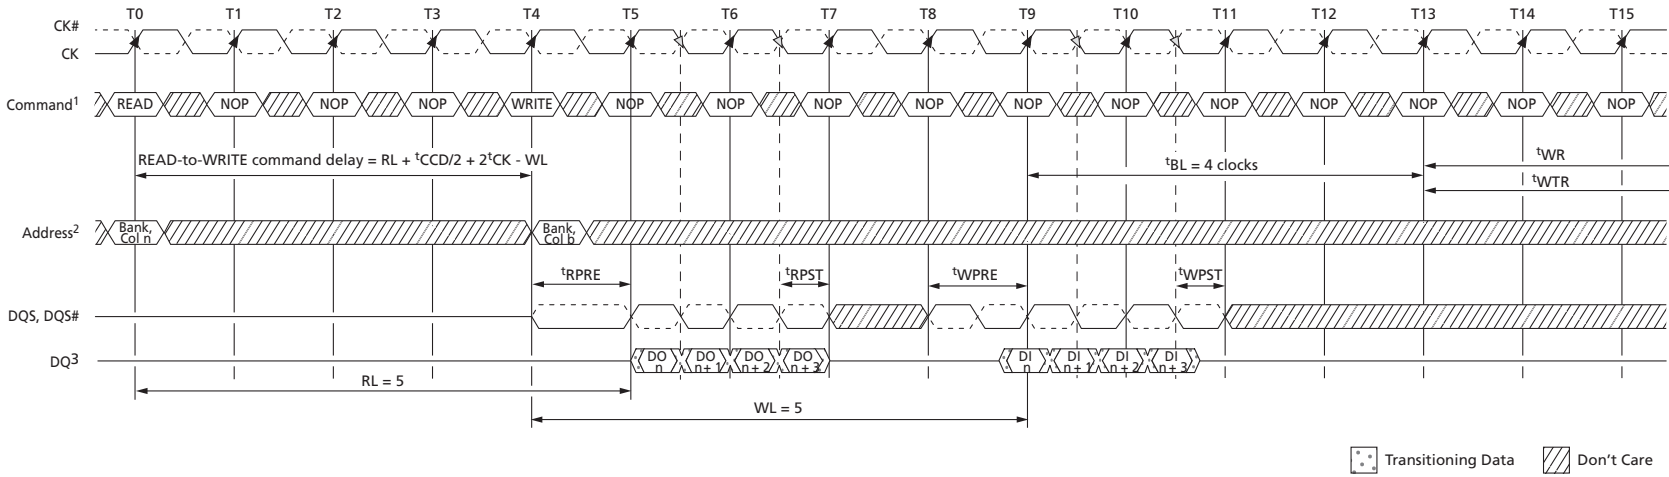 T0 T1 T2 T3 T4 T5 T6 T7 T8 T9 T10 T11 T12 T13 T14 T15
CK#
CK
Command1 READ NOP NOP NOP WRITE NOP NOP NOP NOP NOP NOP NOP NOP NOP NOP NOP
READ-to-WRITE command delay = RL + tCCD/2 + 2tCK - WL
tBL = 4 clocks
tWR
tWTR
Address2
Bank,
Col n
Bank,
Col b
tRPRE tRPST tWPRE tWPST
DQS, DQS#
DQ3
DO
n
DO
n + 1
DO
n + 2
DO
n + 3
DI
n
DI
n + 1
DI
n + 2
DI
n + 3
RL = 5
WL = 5
Transitioning Data
Don't Care